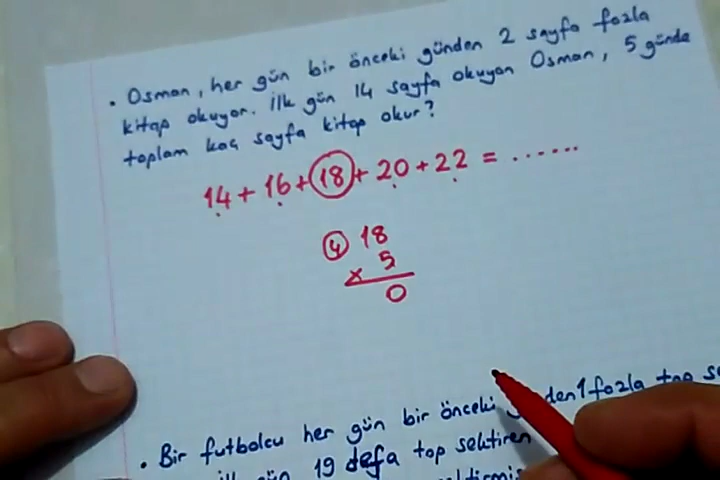 • Osman, her gün bir önceki günden 2 sayfa fazla
kitap okuyor. İlk gün 14 sayfa okuyan Osman, 5 günde
toplam kaç sayfa kitap okur?
14 + 16 + 18 + 20 + 22 = ......
4 18
x 5
0
• Bir futbolcu her gün bir önceki 1 fazla top
19 defa top sektiren